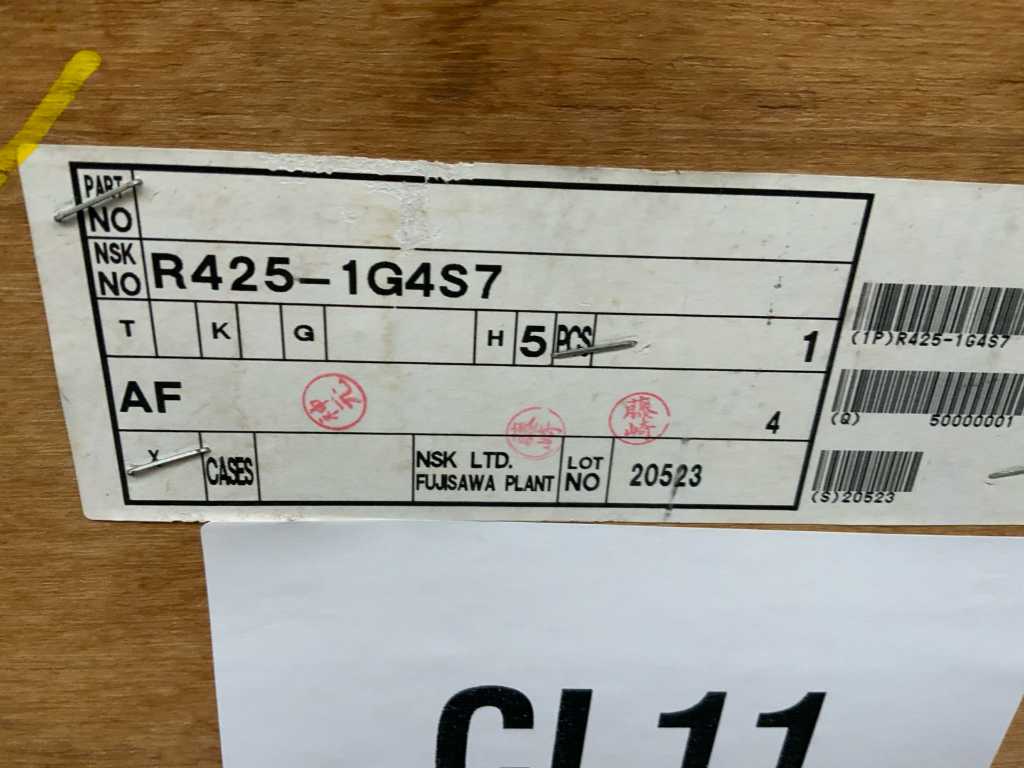 PART NO
NSK NO R425-1G4S7
T K G H 5 PCS 1
(1P)R425-1G4S7
AF 藤崎 4
(Q) 50000001
X CASES NSK LTD. FUJISAWA PLANT LOT NO 20523
(S)20523